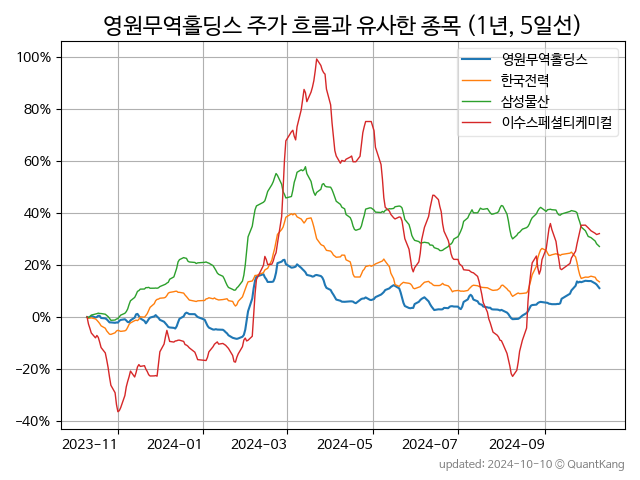 영원무역홀딩스 주가 흐름과 유사한 종목 (1년, 5일선)
영원무역홀딩스
한국전력
삼성물산
이수스페셜티케미컬
100%
80%
60%
40%
20%
0%
−20%
−40%
2023-11 2024-01 2024-03 2024-05 2024-07 2024-09
updated: 2024-10-10 © QuantKang